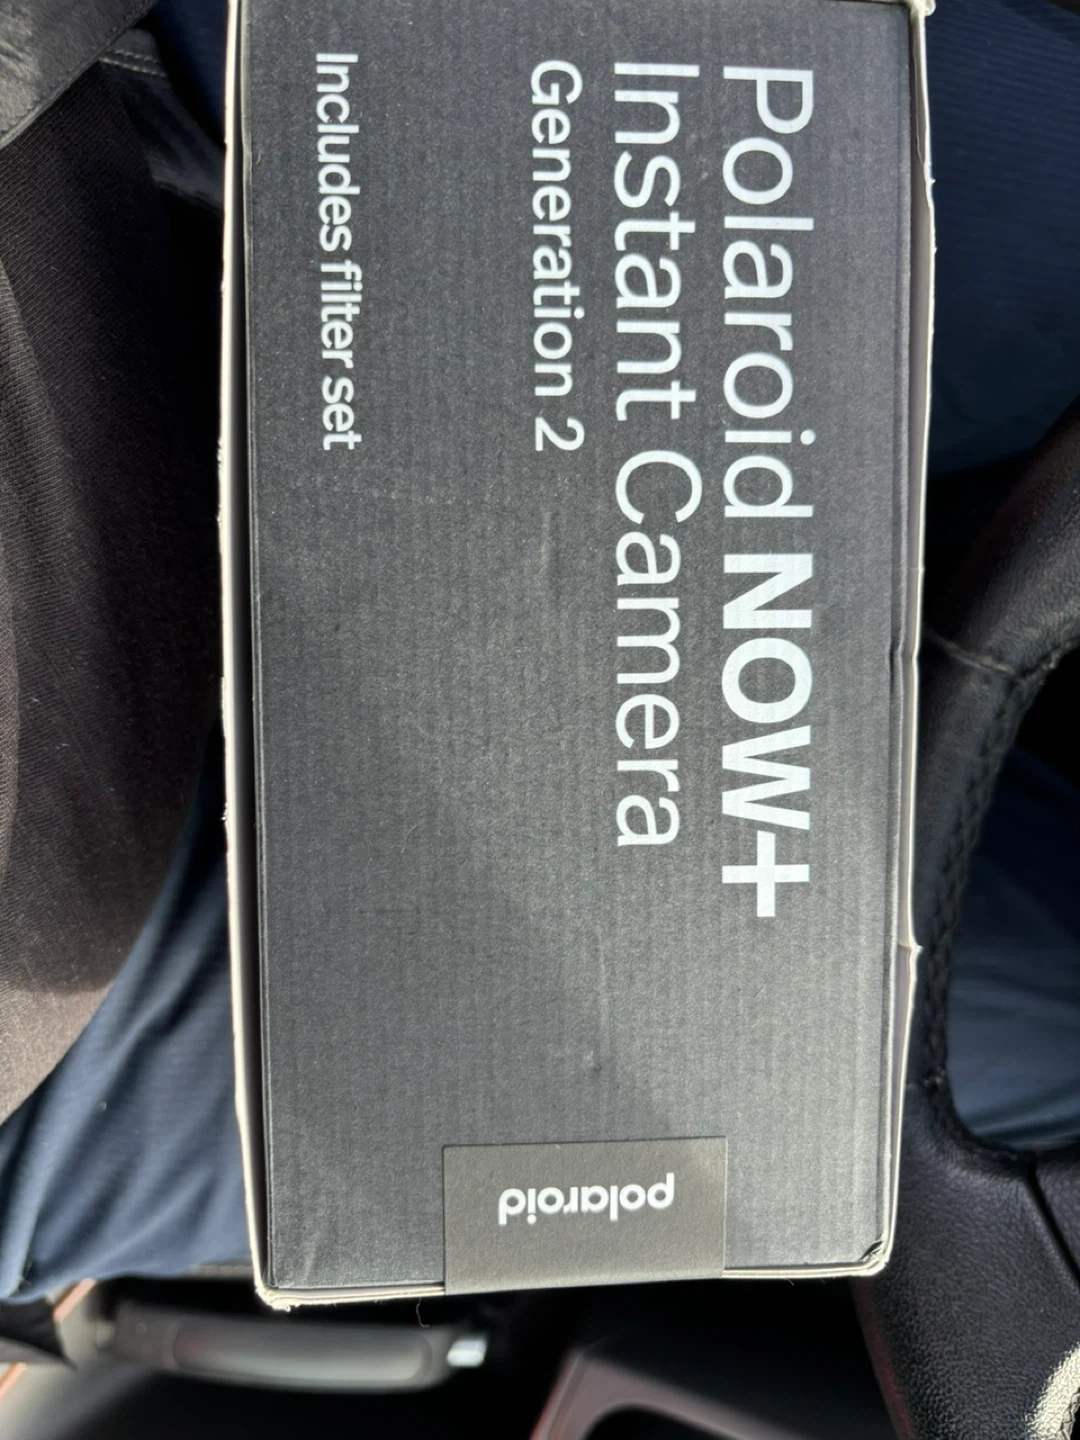 Polaroid NOW+
Instant Camera
Generation 2
Includes filter set
polaroid